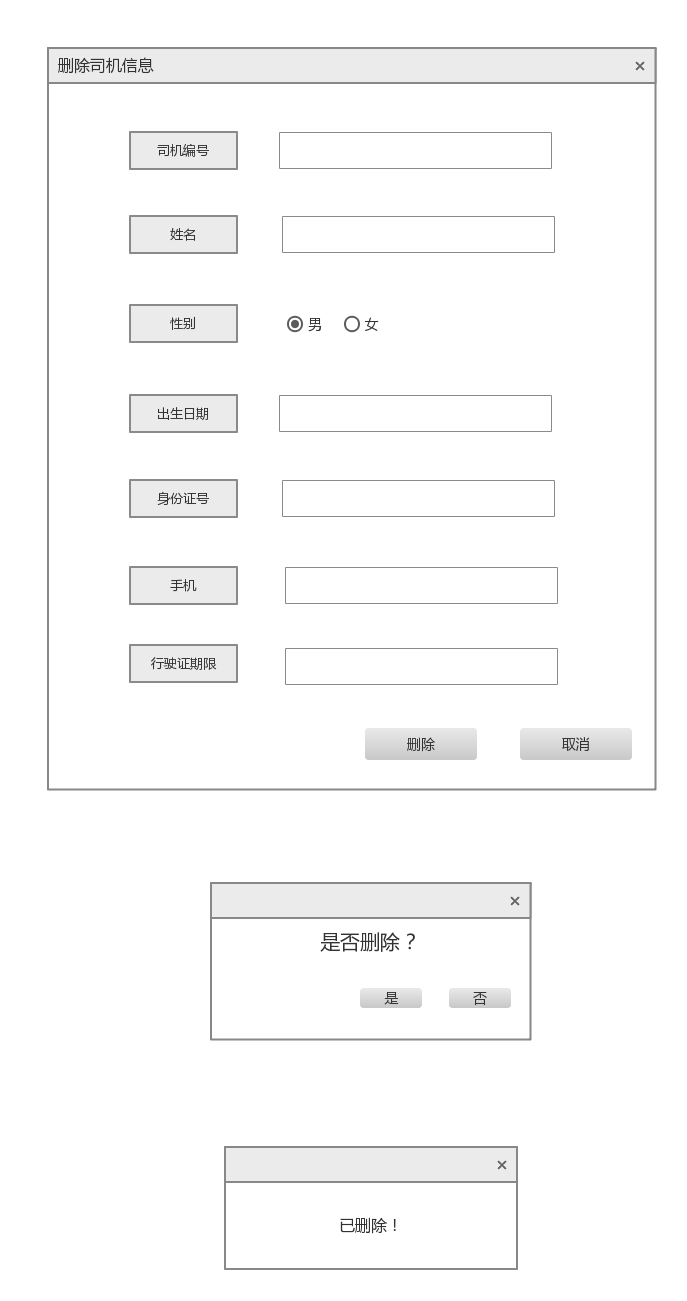 删除司机信息
司机编号
姓名
性别 男 女
出生日期
身份证号
手机
行驶证期限
删除 取消
是否删除？
是 否
已删除！